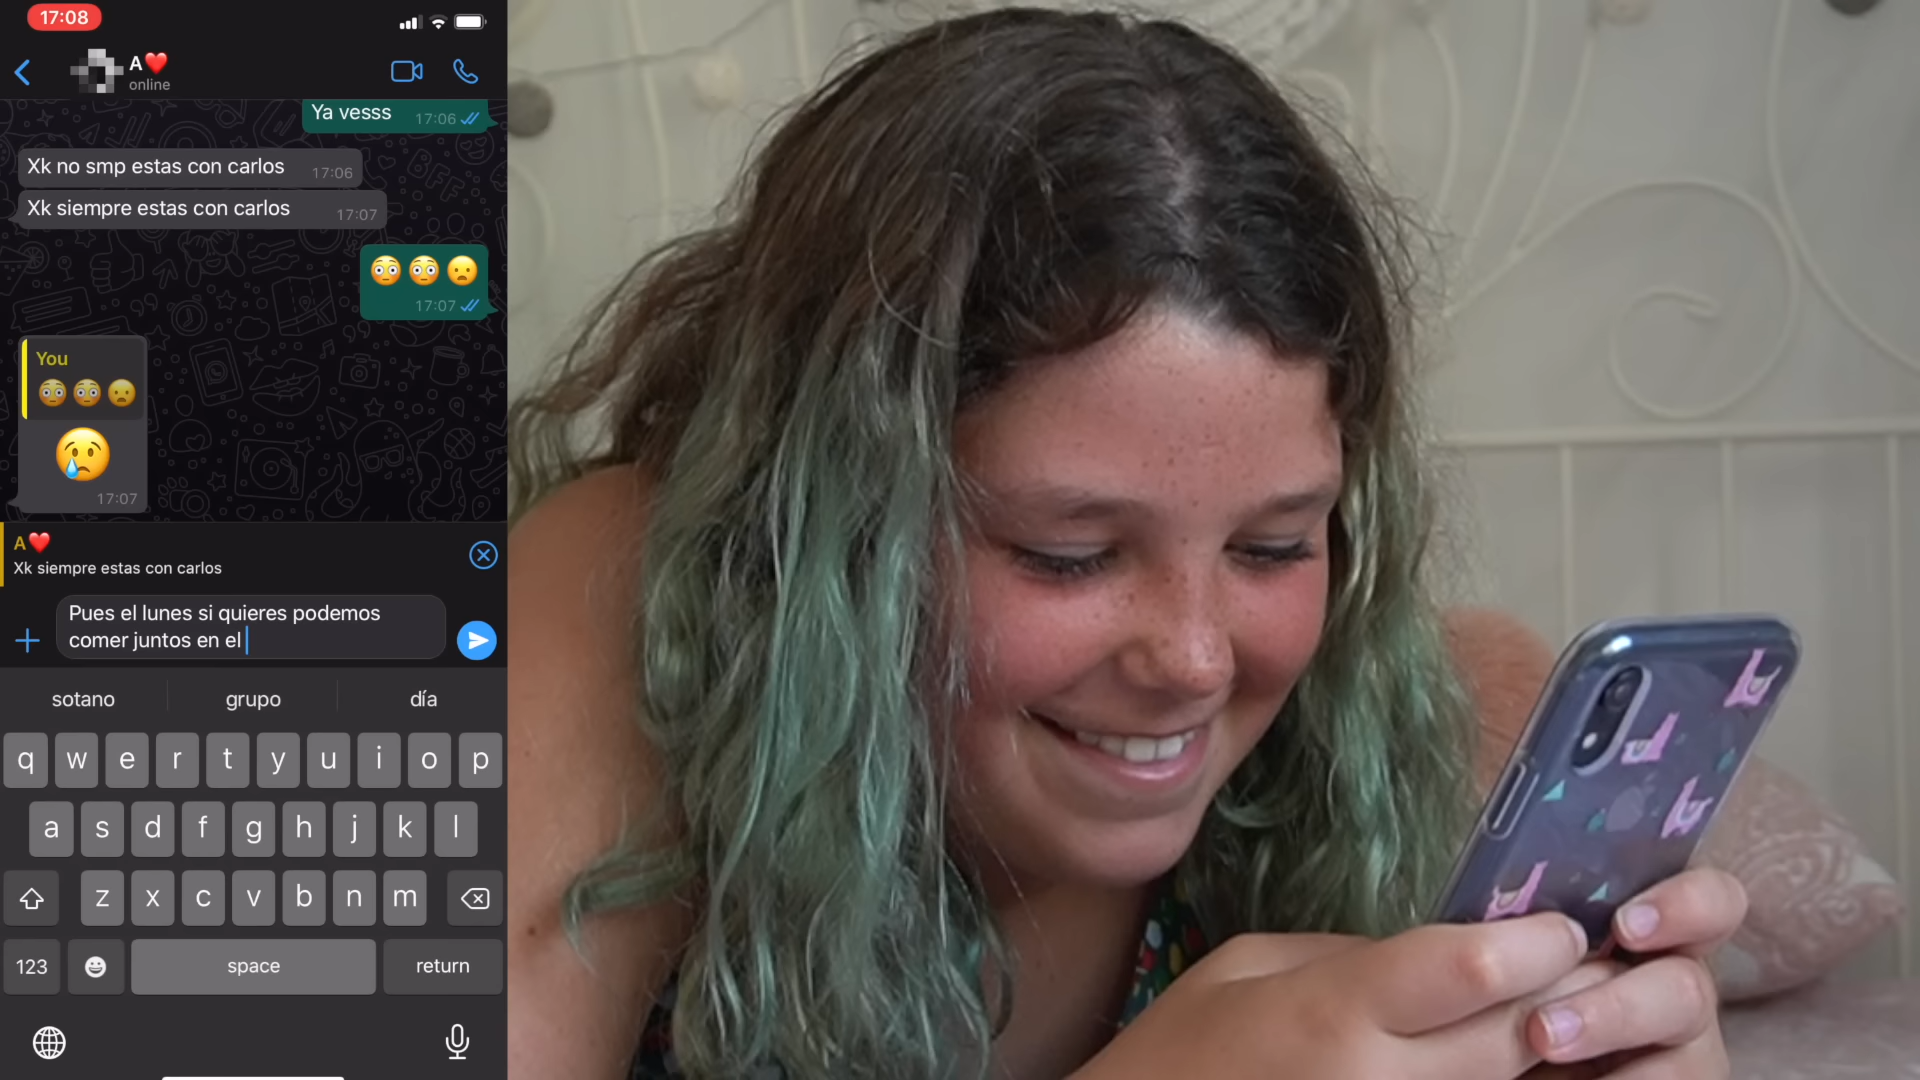 17:08
A❤️
online
Ya vesss 17:06
Xk no smp estas con carlos 17:06
Xk siempre estas con carlos 17:07
😳😳😦
17:07
You
😳😳😦
😢
17:07
A❤️
Xk siempre estas con carlos
Pues el lunes si quieres podemos
comer juntos en el
sotano grupo día
q w e r t y u i o p
a s d f g h j k l
z x c v b n m
123 space return